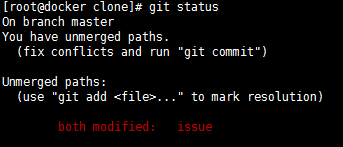 [root@docker clone]# git status
On branch master
You have unmerged paths.
  (fix conflicts and run "git commit")

Unmerged paths:
  (use "git add <file>..." to mark resolution)

        both modified:   issue